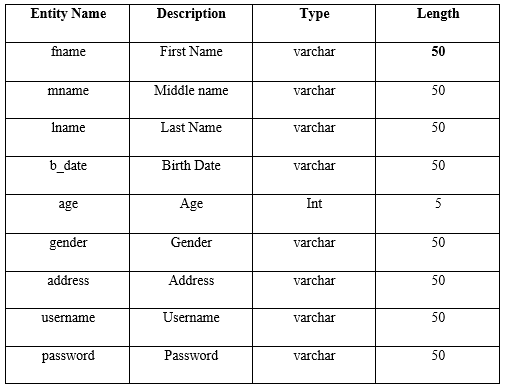 Entity Name Description Type Length
fname First Name varchar 50
mname Middle name varchar 50
lname Last Name varchar 50
b_date Birth Date varchar 50
age Age Int 5
gender Gender varchar 50
address Address varchar 50
username Username varchar 50
password Password varchar 50